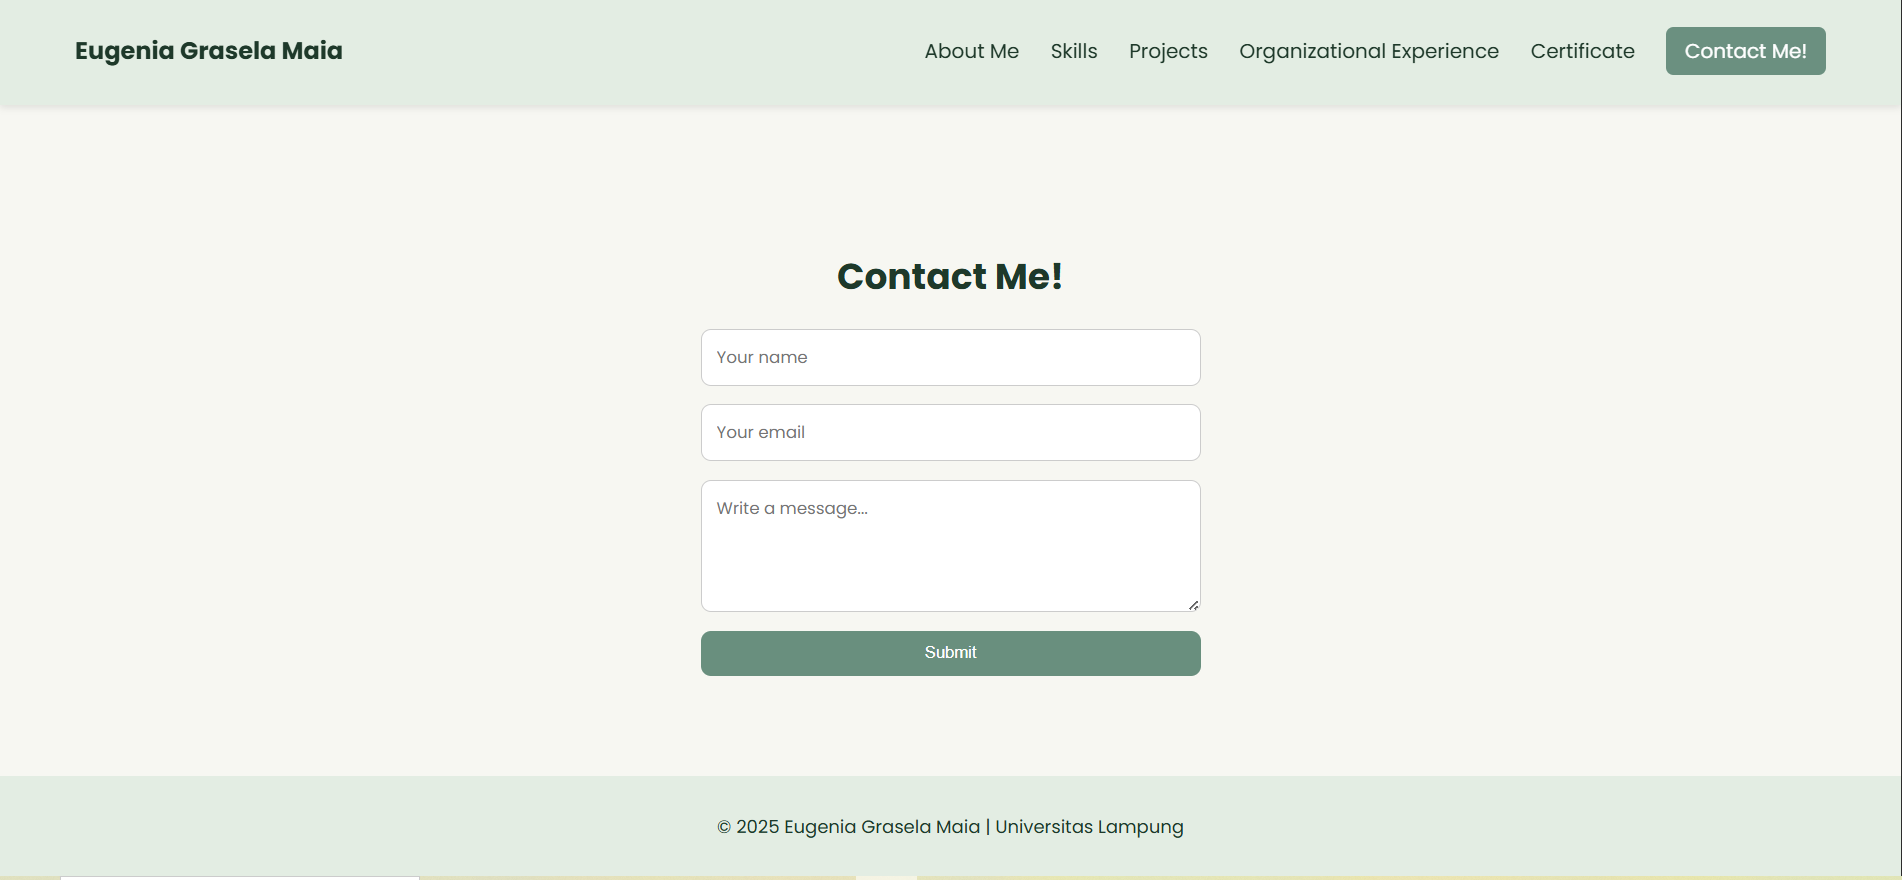 Eugenia Grasela Maia
About Me Skills Projects Organizational Experience Certificate Contact Me!
Contact Me!
Your name
Your email
Write a message...
Submit
© 2025 Eugenia Grasela Maia | Universitas Lampung